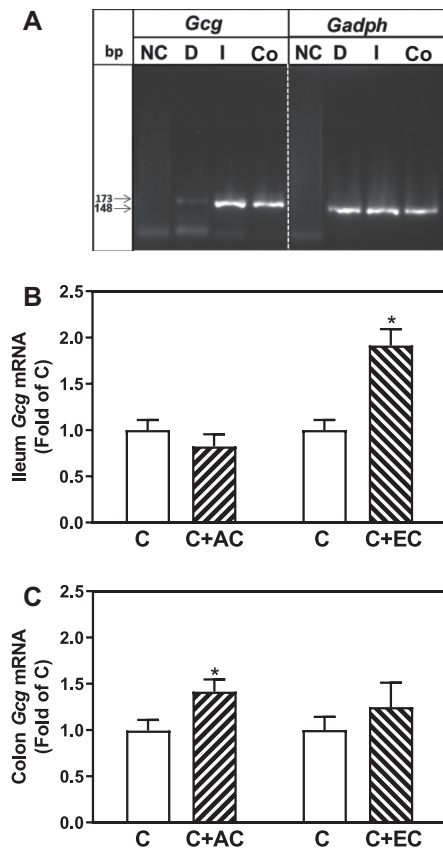 A
Gcg Gadph
bp NC D I Co NC D I Co
173
148
B
Ileum Gcg mRNA
(Fold of C)
2.5
2.0
1.5
1.0
0.5
0.0
*
C C+AC C C+EC
C
Colon Gcg mRNA
(Fold of C)
2.5
2.0
1.5
1.0
0.5
0.0
*
C C+AC C C+EC